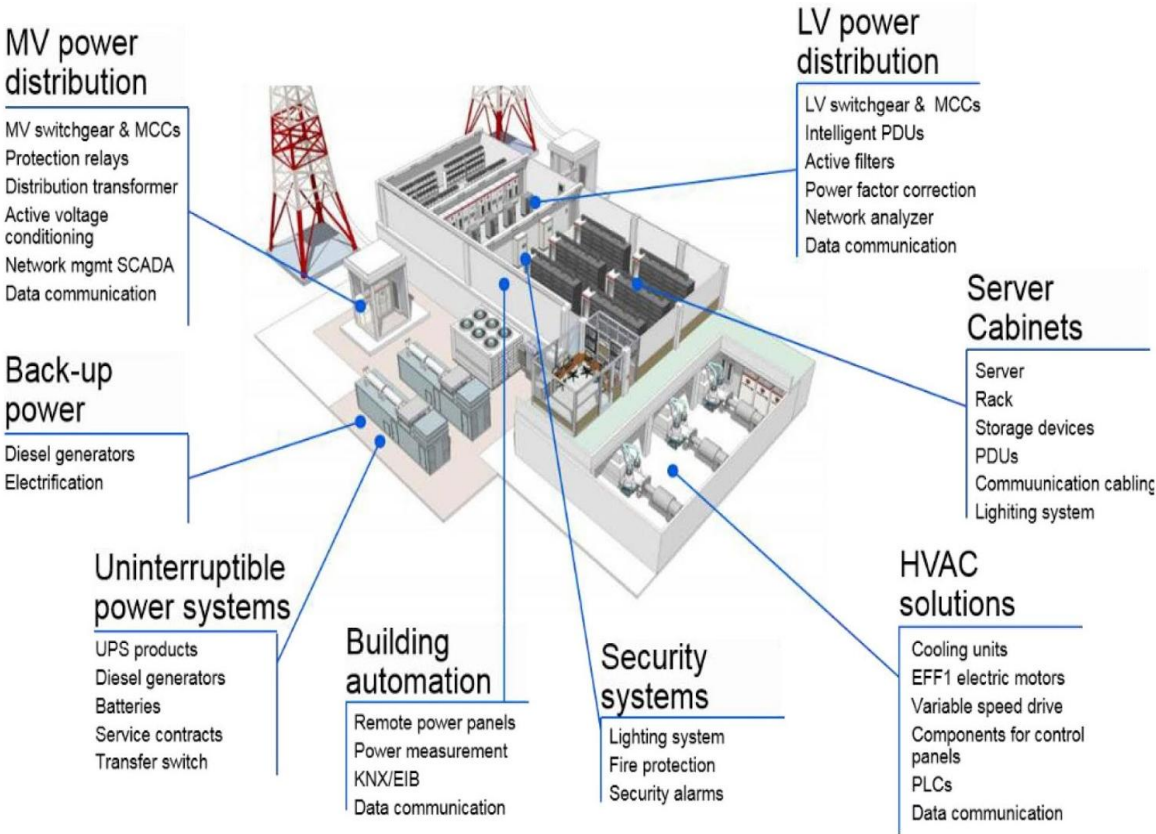 MV power
distribution
MV switchgear & MCCs
Protection relays
Distribution transformer
Active voltage
conditioning
Network mgmt SCADA
Data communication
LV power
distribution
LV switchgear & MCCs
Intelligent PDUs
Active filters
Power factor correction
Network analyzer
Data communication
Server
Cabinets
Server
Rack
Storage devices
PDUs
Commuunication cabling
Lighiting system
Back-up
power
Diesel generators
Electrification
Uninterruptible
power systems
UPS products
Diesel generators
Batteries
Service contracts
Transfer switch
Building
automation
Remote power panels
Power measurement
KNX/EIB
Data communication
Security
systems
Lighting system
Fire protection
Security alarms
HVAC
solutions
Cooling units
EFF1 electric motors
Variable speed drive
Components for control
panels
PLCs
Data communication